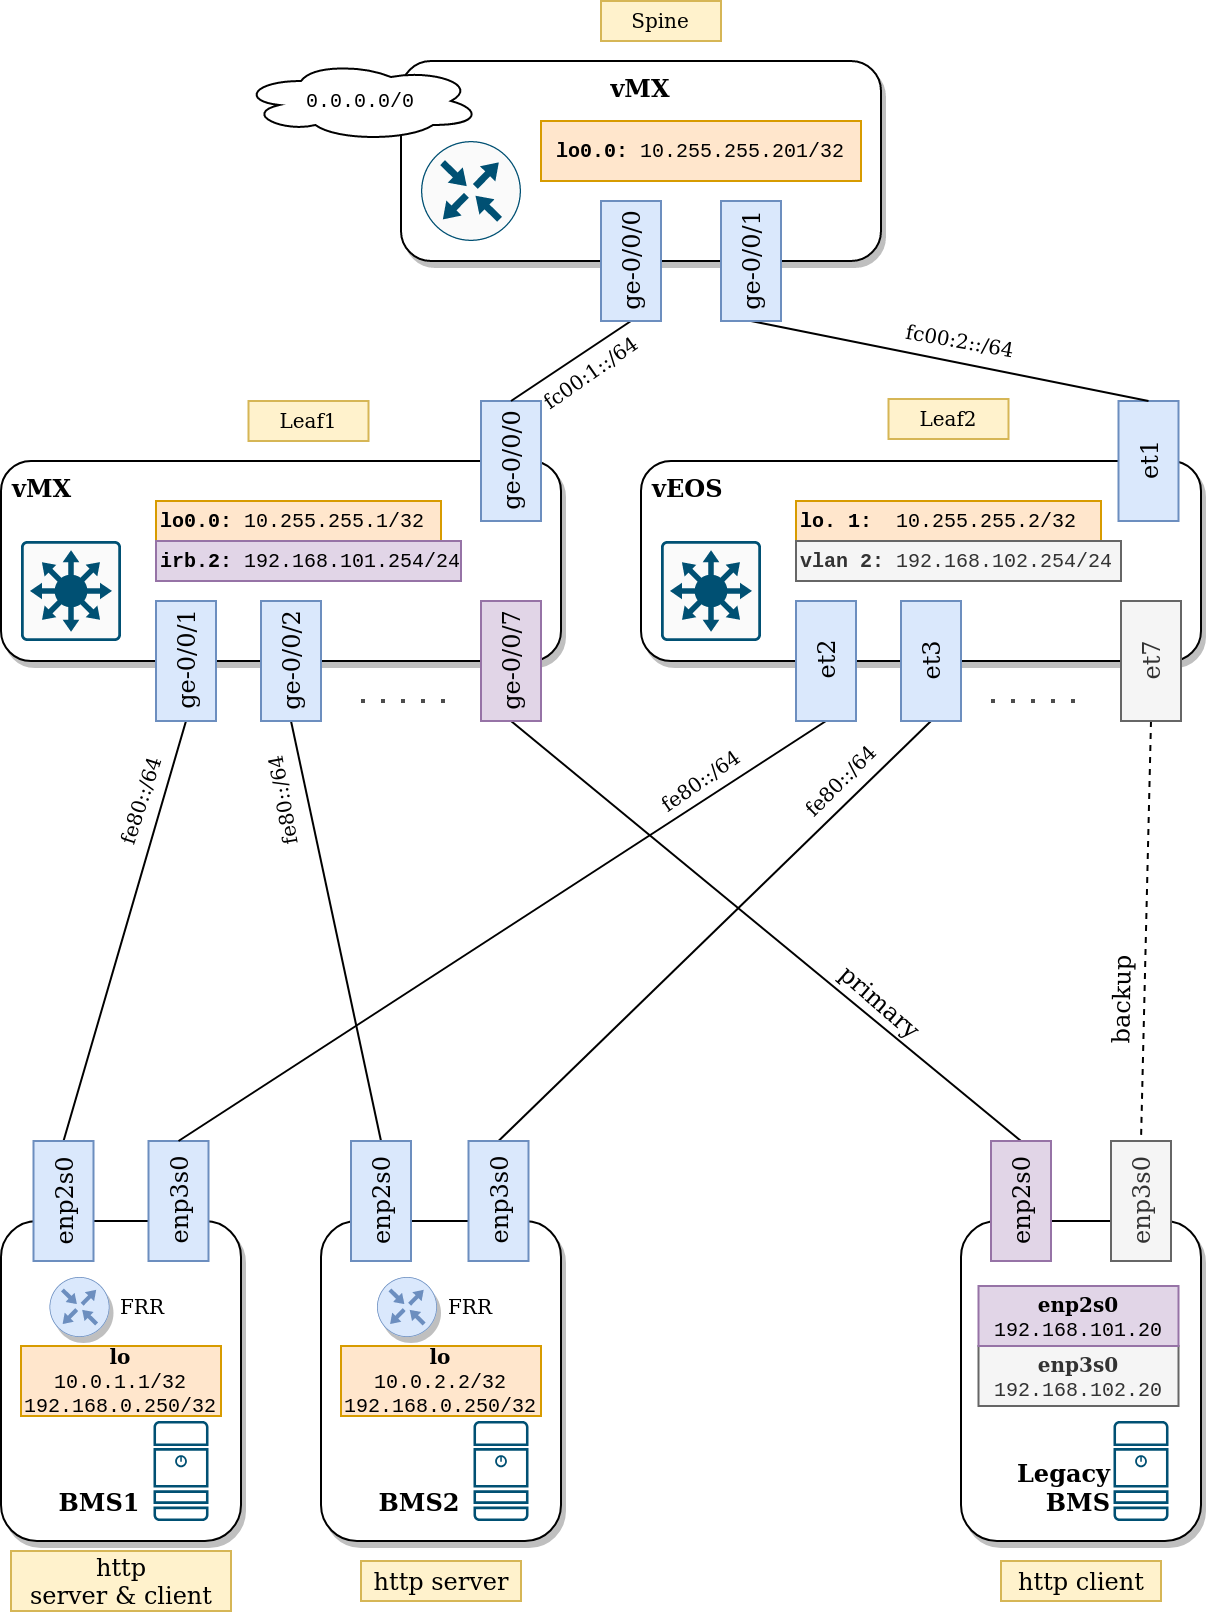 Spine
vMX
0.0.0.0/0
lo0.0: 10.255.255.201/32
ge-0/0/0
ge-0/0/1
fc00:1::/64
fc00:2::/64
Leaf1
Leaf2
ge-0/0/0
et1
vMX
vEOS
lo0.0: 10.255.255.1/32
irb.2: 192.168.101.254/24
lo. 1:  10.255.255.2/32
vlan 2: 192.168.102.254/24
ge-0/0/1
ge-0/0/2
ge-0/0/7
et2
et3
et7
. . . . .
. . . . .
fe80::/64
fe80::/64
fe80::/64
fe80::/64
primary
backup
enp2s0
enp3s0
enp2s0
enp3s0
enp2s0
enp3s0
FRR
lo
10.0.1.1/32
192.168.0.250/32
BMS1
FRR
lo
10.0.2.2/32
192.168.0.250/32
BMS2
enp2s0
192.168.101.20
enp3s0
192.168.102.20
Legacy
BMS
http
server & client
http server
http client